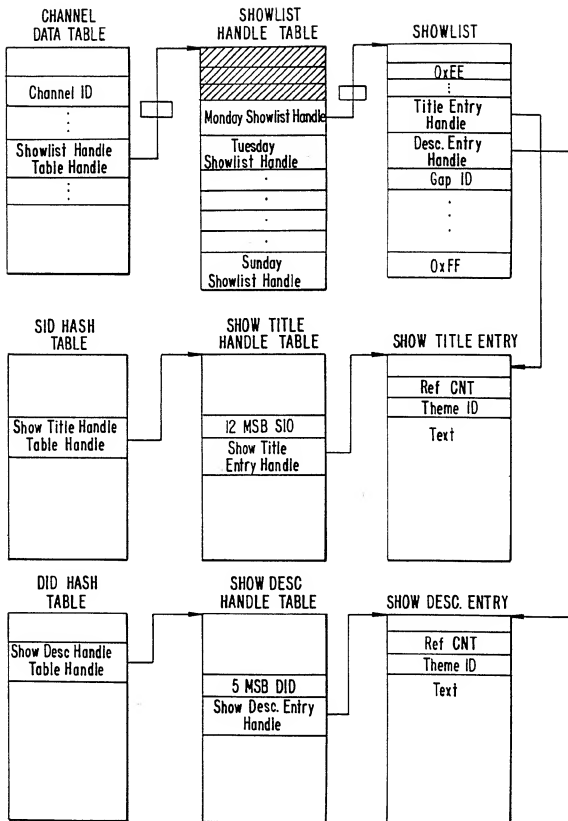 CHANNEL
DATA TABLE
Channel ID
Showlist Handle
Table Handle
SHOWLIST
HANDLE TABLE
Monday Showlist Handle
Tuesday
Showlist Handle
Sunday
Showlist Handle
SHOWLIST
0xEE
Title Entry
Handle
Desc. Entry
Handle
Gap ID
0xFF
SID HASH
TABLE
Show Title Handle
Table Handle
SHOW TITLE
HANDLE TABLE
12 MSB SIO
Show Title
Entry Handle
SHOW TITLE ENTRY
Ref CNT
Theme ID
Text
DID HASH
TABLE
Show Desc Handle
Table Handle
SHOW DESC
HANDLE TABLE
5 MSB DID
Show Desc. Entry
Handle
SHOW DESC. ENTRY
Ref CNT
Theme ID
Text